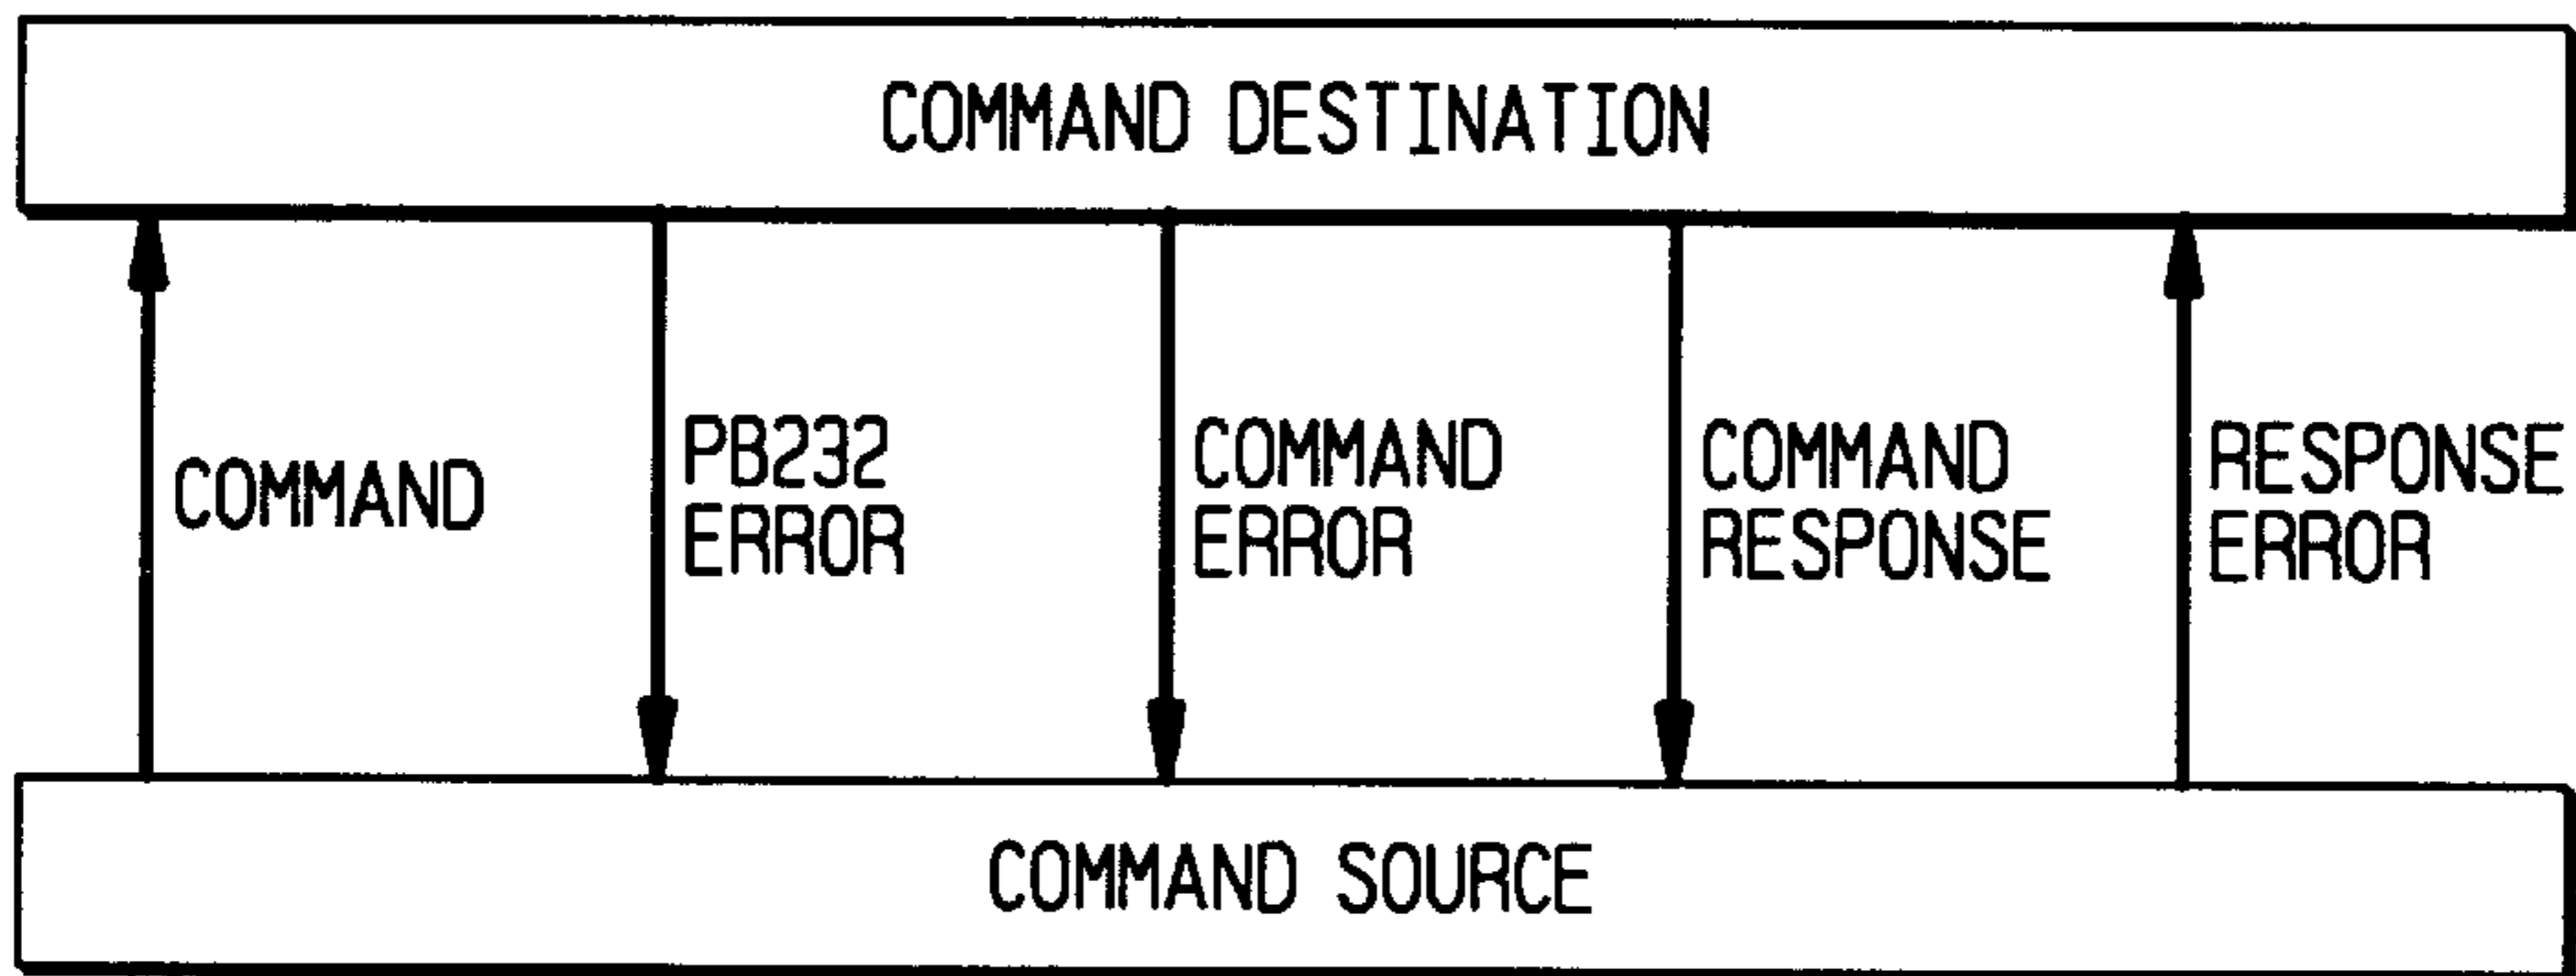 COMMAND DESTINATION
COMMAND
PB232
ERROR
COMMAND
ERROR
COMMAND
RESPONSE
RESPONSE
ERROR
COMMAND SOURCE